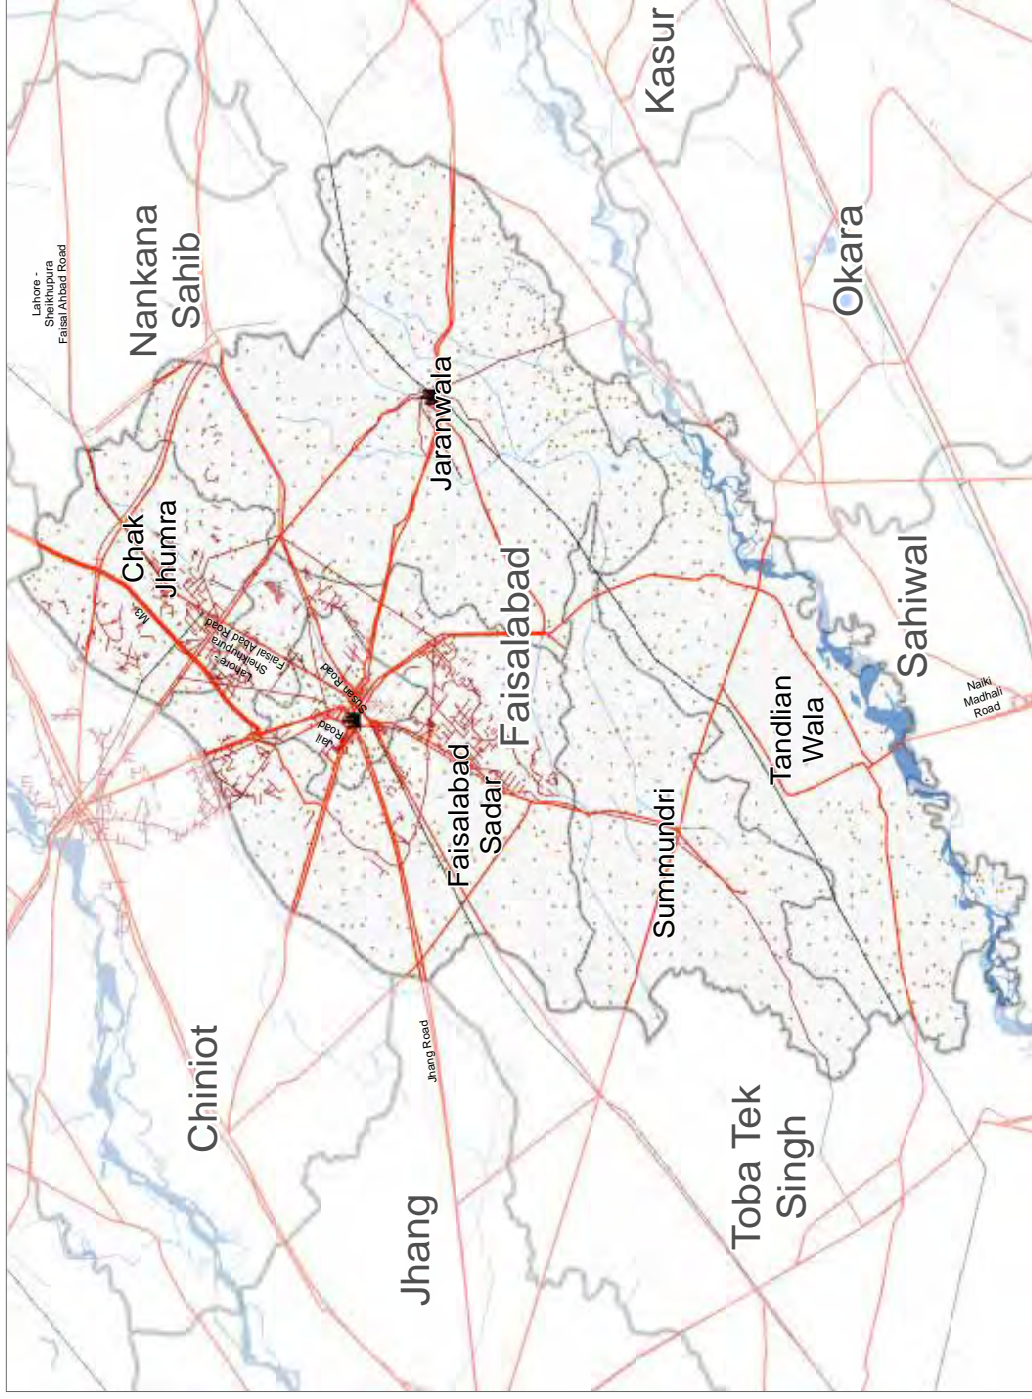 Lahore -
Sheikhupura
Faisal Ahbad Road
Nankana
Sahib
Kasur
Okara
Sahiwal
Chak
Jhumra
M3
Lahore -
Sheikhupura
Faisal Abad Road
Susan Road
Jail
Road
Jaranwala
Faisalabad
Faisalabad
Sadar
Summundri
Tandlian
Wala
Naiki
Madhali
Road
Chiniot
Jhang Road
Jhang
Toba Tek
Singh